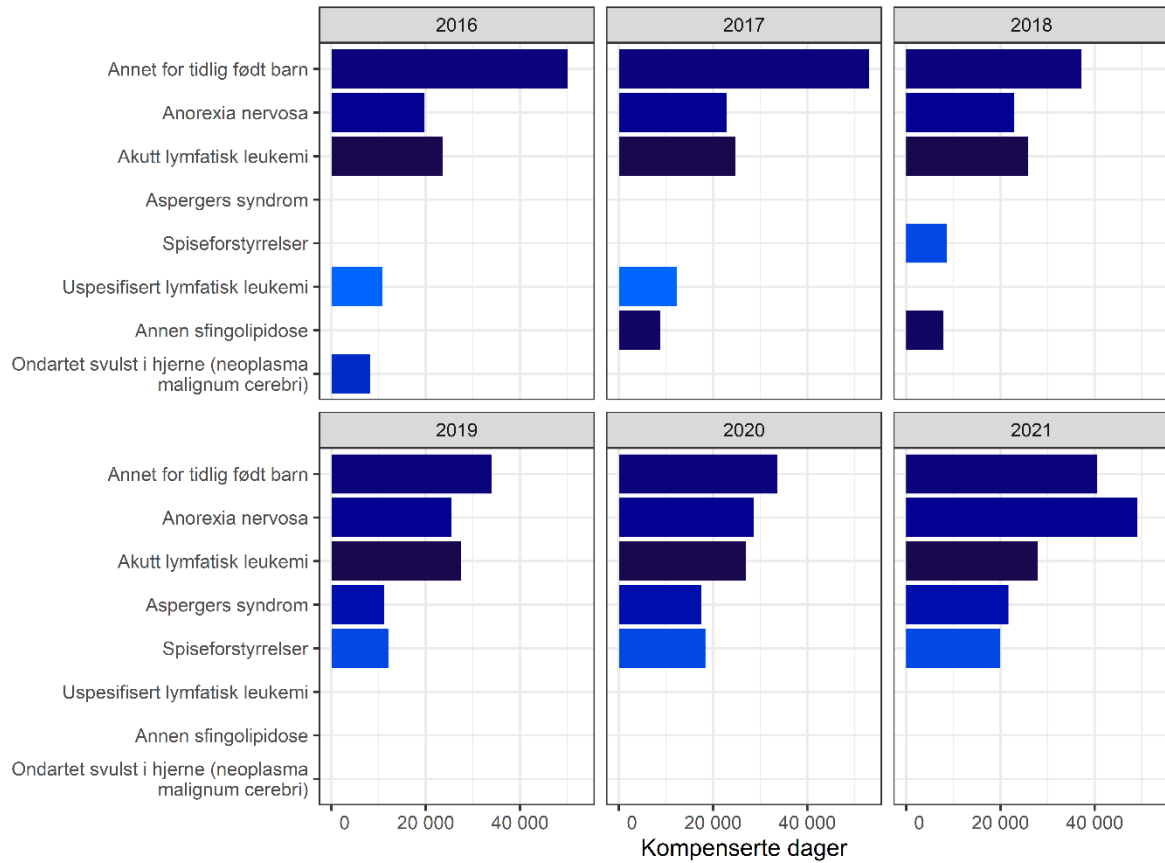 2016
2017
2018
Annet for tidlig født barn
Anorexia nervosa
Akutt lymfatisk leukemi
Aspergers syndrom
Spiseforstyrrelser
Uspesifisert lymfatisk leukemi
Annen sfingolipidose
Ondartet svulst i hjerne (neoplasma
malignum cerebri)
2019
2020
2021
Annet for tidlig født barn
Anorexia nervosa
Akutt lymfatisk leukemi
Aspergers syndrom
Spiseforstyrrelser
Uspesifisert lymfatisk leukemi
Annen sfingolipidose
Ondartet svulst i hjerne (neoplasma
malignum cerebri)
0 20 000 40 000
0 20 000 40 000
0 20 000 40 000
Kompenserte dager